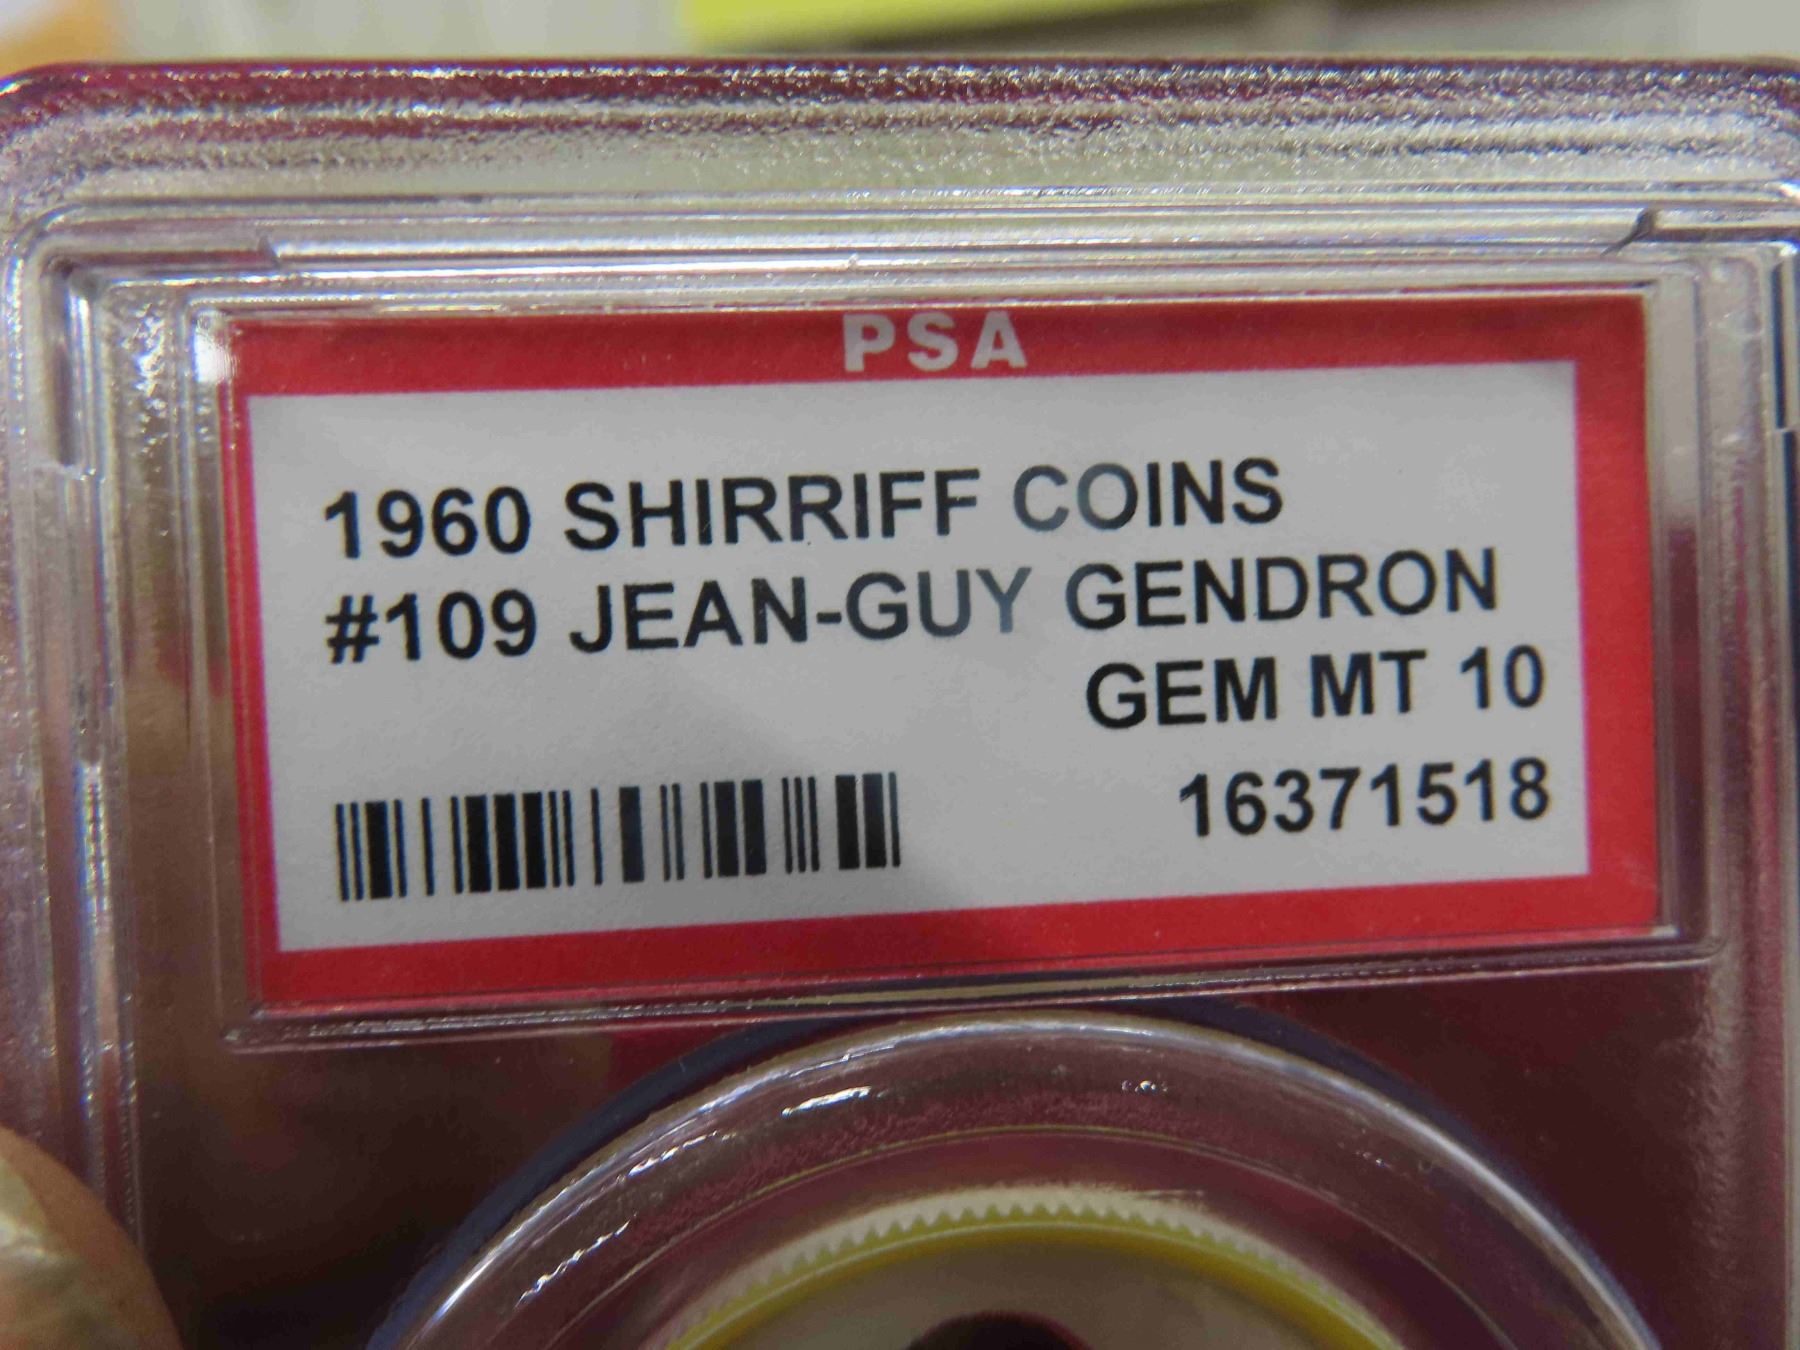 PSA
1960 SHIRRIFF COINS
#109 JEAN-GUY GENDRON
GEM MT 10
16371518